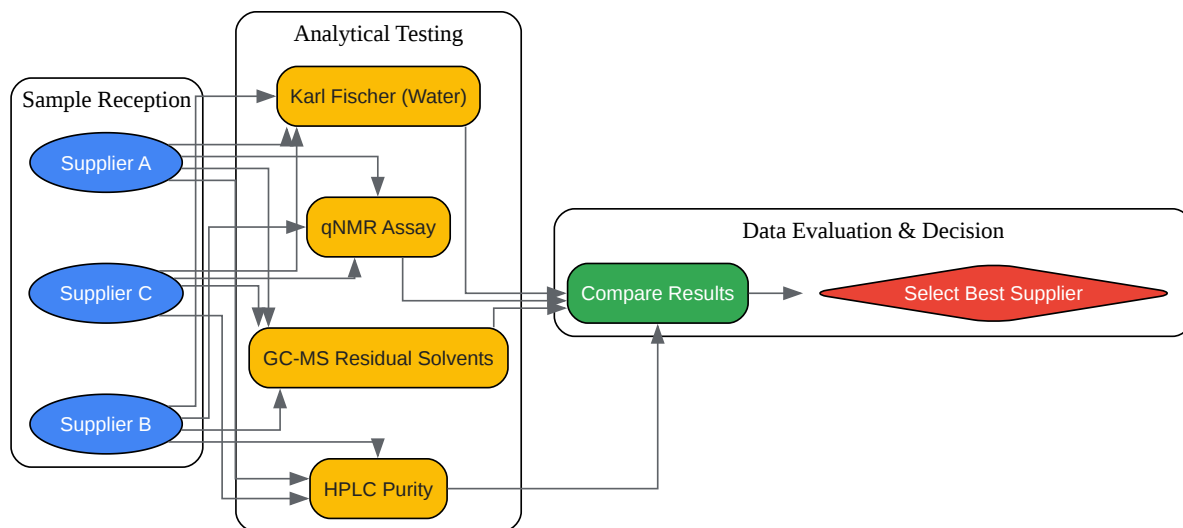 Sample Reception
Supplier A
Supplier C
Supplier B
Analytical Testing
Karl Fischer (Water)
qNMR Assay
GC-MS Residual Solvents
HPLC Purity
Data Evaluation & Decision
Compare Results
Select Best Supplier